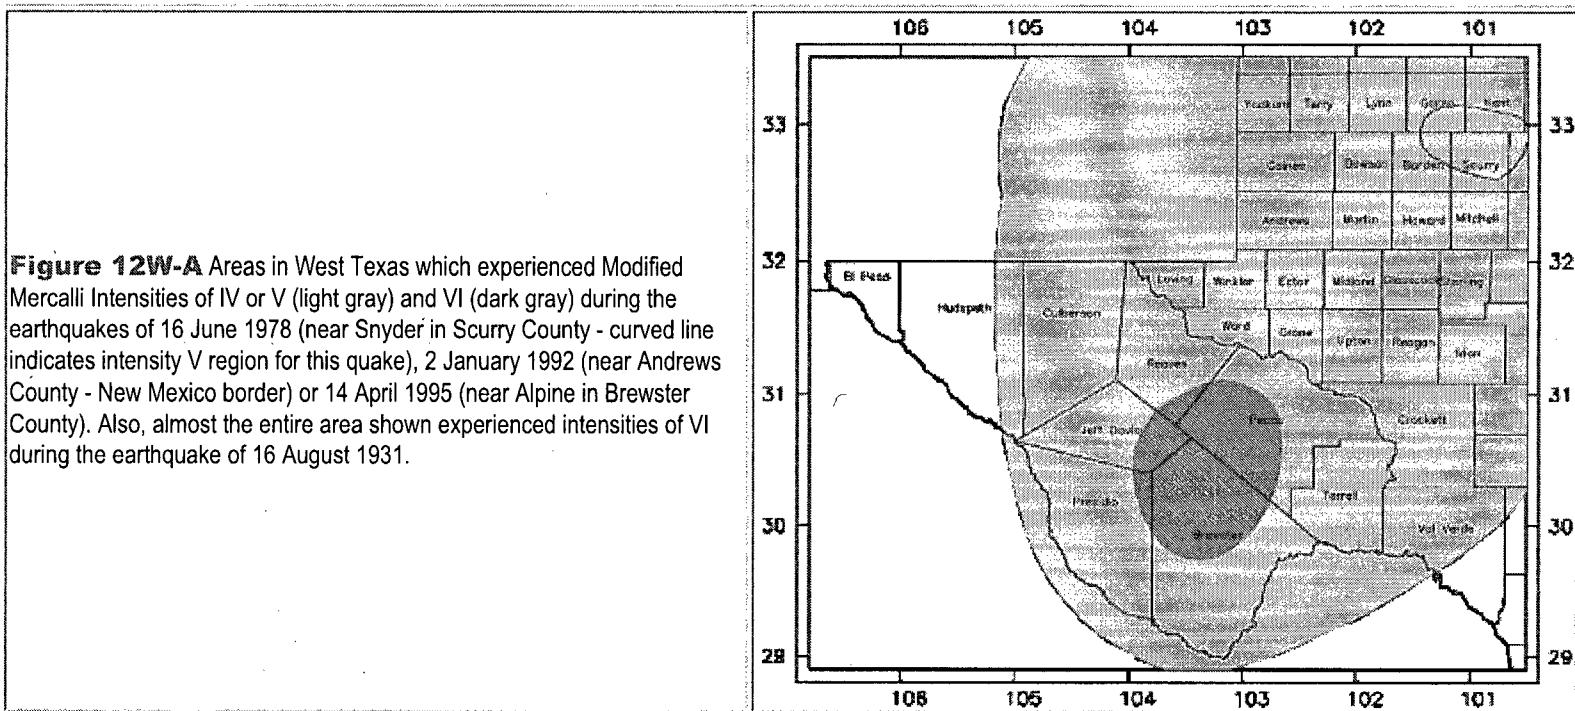 Figure 12W-A Areas in West Texas which experienced Modified
Mercalli Intensities of IV or V (light gray) and VI (dark gray) during the
earthquakes of 16 June 1978 (near Snyder in Scurry County - curved line
indicates intensity V region for this quake), 2 January 1992 (near Andrews
County - New Mexico border) or 14 April 1995 (near Alpine in Brewster
County). Also, almost the entire area shown experienced intensities of VI
during the earthquake of 16 August 1931.
106 105 104 103 102 101
Yoakum Terry Lynn Garza Kent
33 33
Gaines Dawson Borden Scurry
Andrews Martin Howard Mitchell
32 32
El Paso Hudspeth Culberson Loving Winkler Ector Midland Glasscock Sterling
Reeves Ward Crane Upton Reagan Irion
31 31
Jeff Davis Pecos Crockett
Presidio Terrell
30 30
Brewster Val Verde
29 29
106 105 104 103 102 101